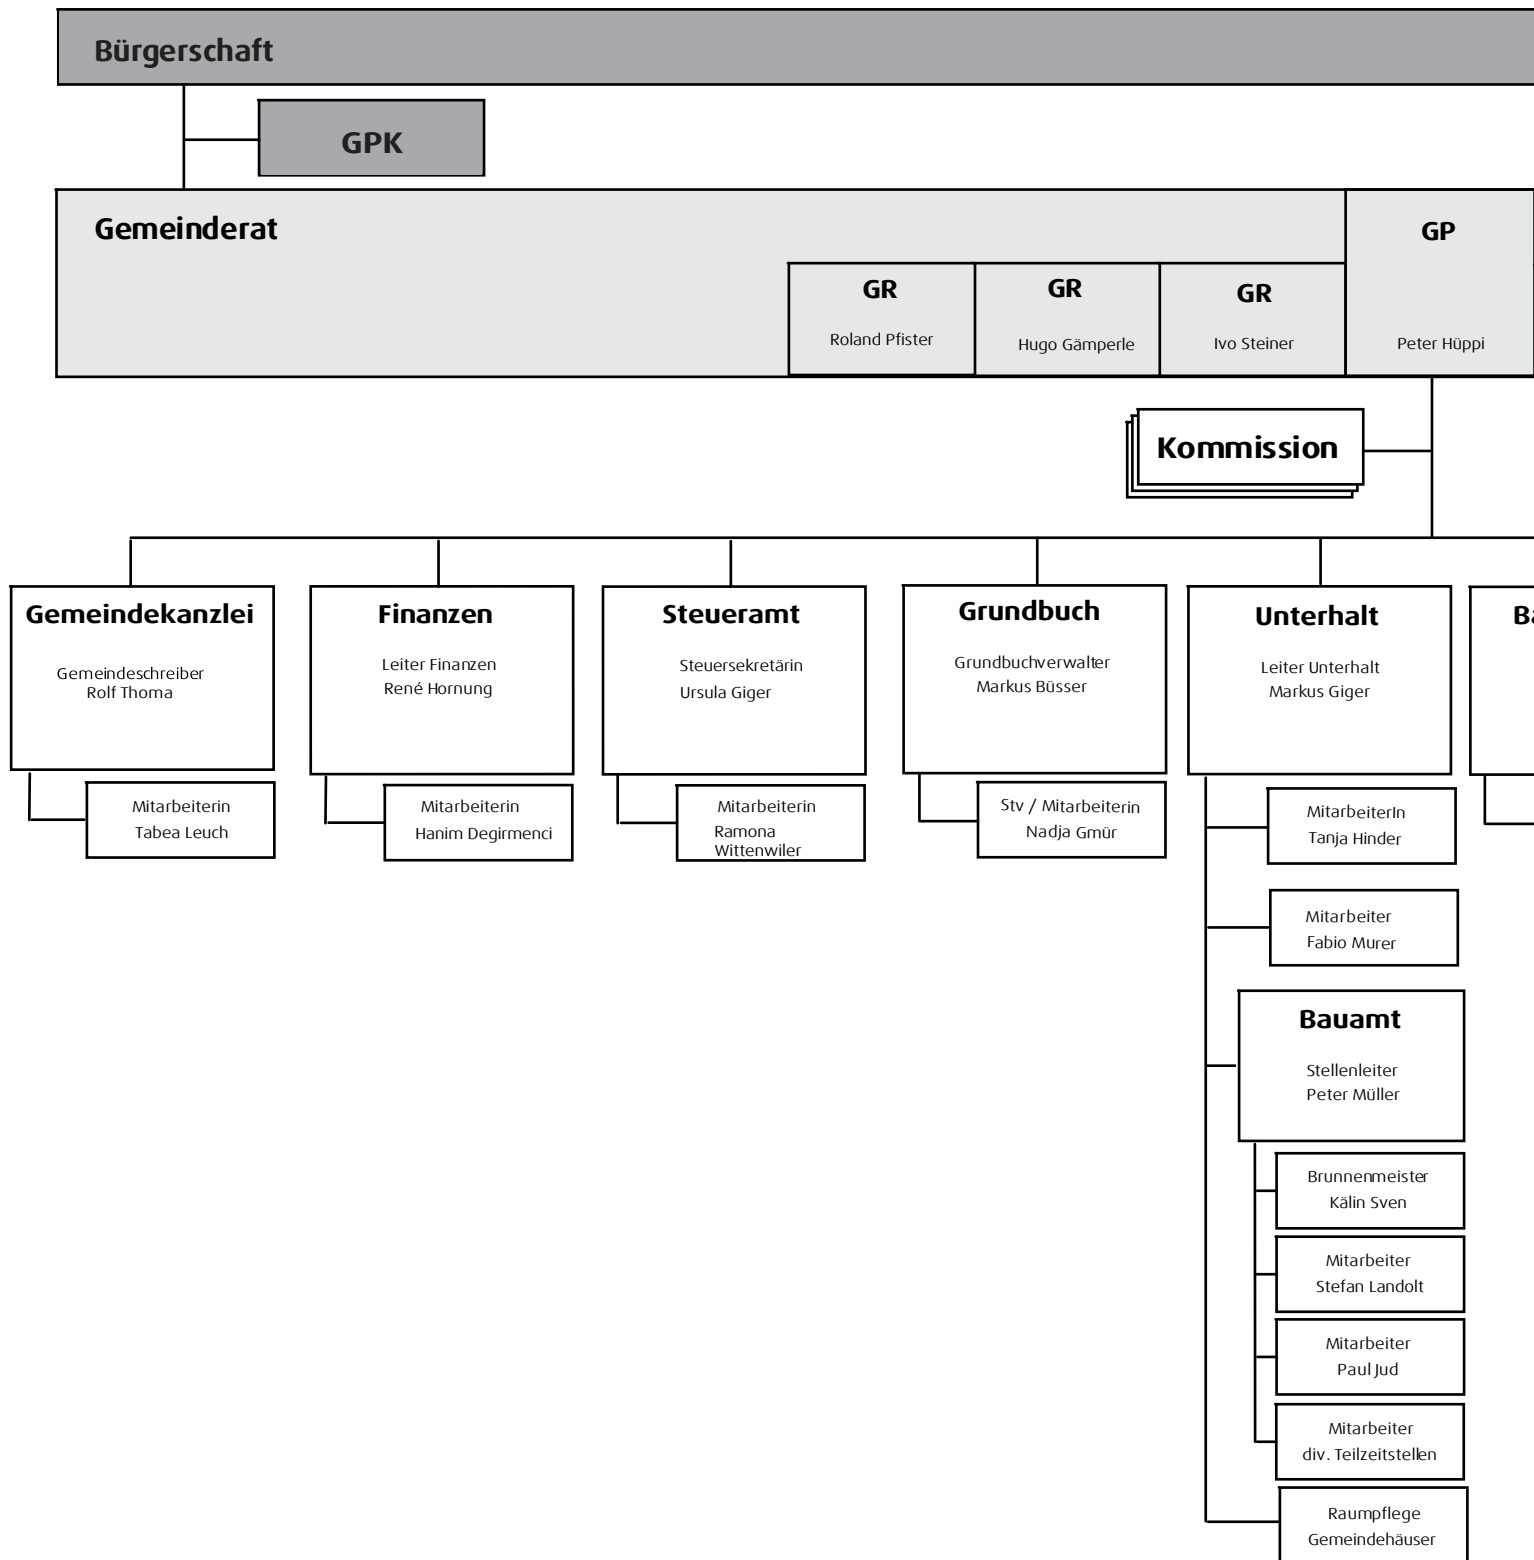 Bürgerschaft
GPK
Gemeinderat
GP
GR
GR
GR
Roland Pfister
Hugo Gämperle
Ivo Steiner
Peter Hüppi
Kommission
Gemeindekanzlei
Gemeindeschreiber
Rolf Thoma
Mitarbeiterin
Tabea Leuch
Finanzen
Leiter Finanzen
René Hornung
Mitarbeiterin
Hanim Degirmenci
Steueramt
Steuersekretärin
Ursula Giger
Mitarbeiterin
Ramona
Wittenwiler
Grundbuch
Grundbuchverwalter
Markus Büsser
Stv / Mitarbeiterin
Nadja Gmür
Unterhalt
Leiter Unterhalt
Markus Giger
MitarbeiterIn
Tanja Hinder
Mitarbeiter
Fabio Murer
Bauamt
Stellenleiter
Peter Müller
Brunnenmeister
Kälin Sven
Mitarbeiter
Stefan Landolt
Mitarbeiter
Paul Jud
Mitarbeiter
div. Teilzeitstellen
Raumpflege
Gemeindehäuser